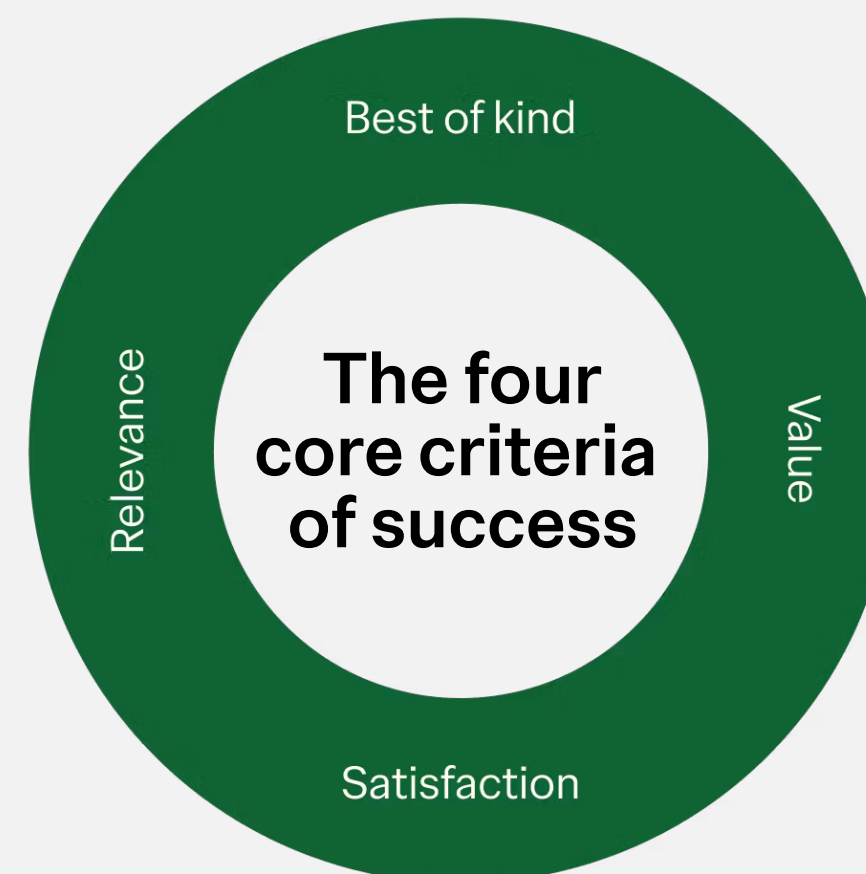 Best of kind
Relevance
The four
core criteria
of success
Value
Satisfaction